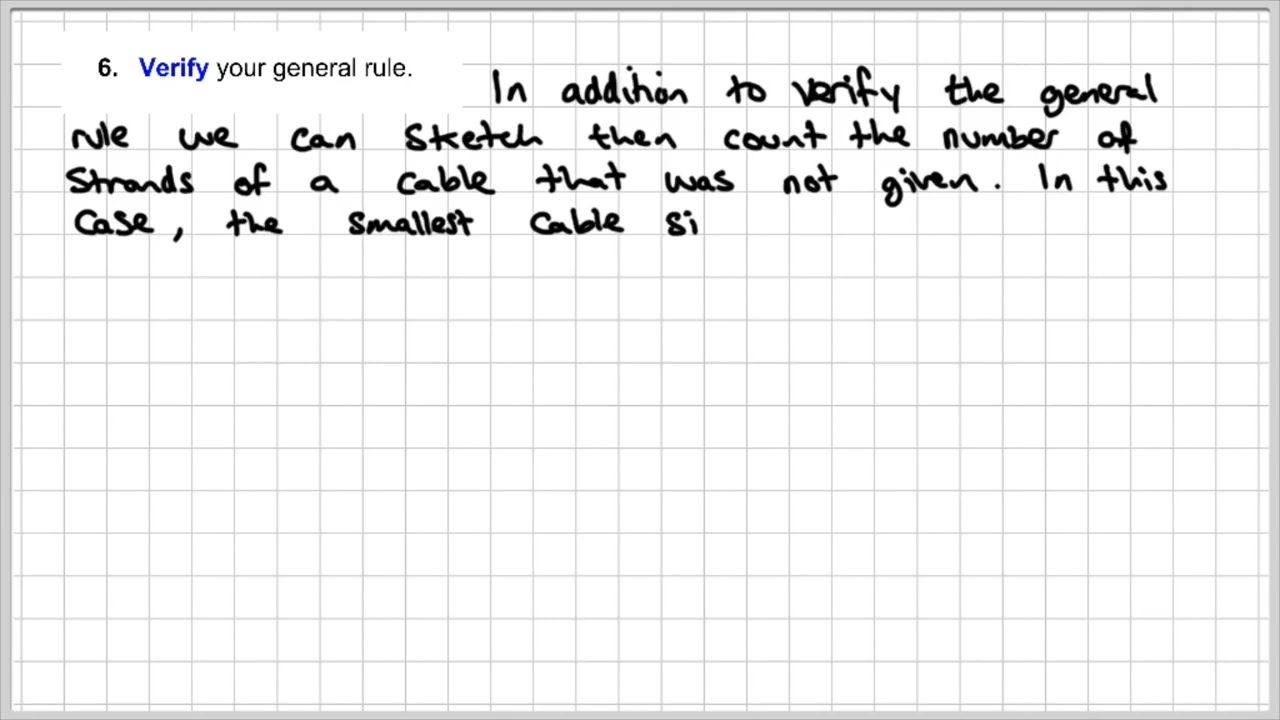 6. Verify your general rule.
In addition to verify the general
rule we can sketch then count the number of
strands of a cable that was not given. In this
case, the smallest cable si